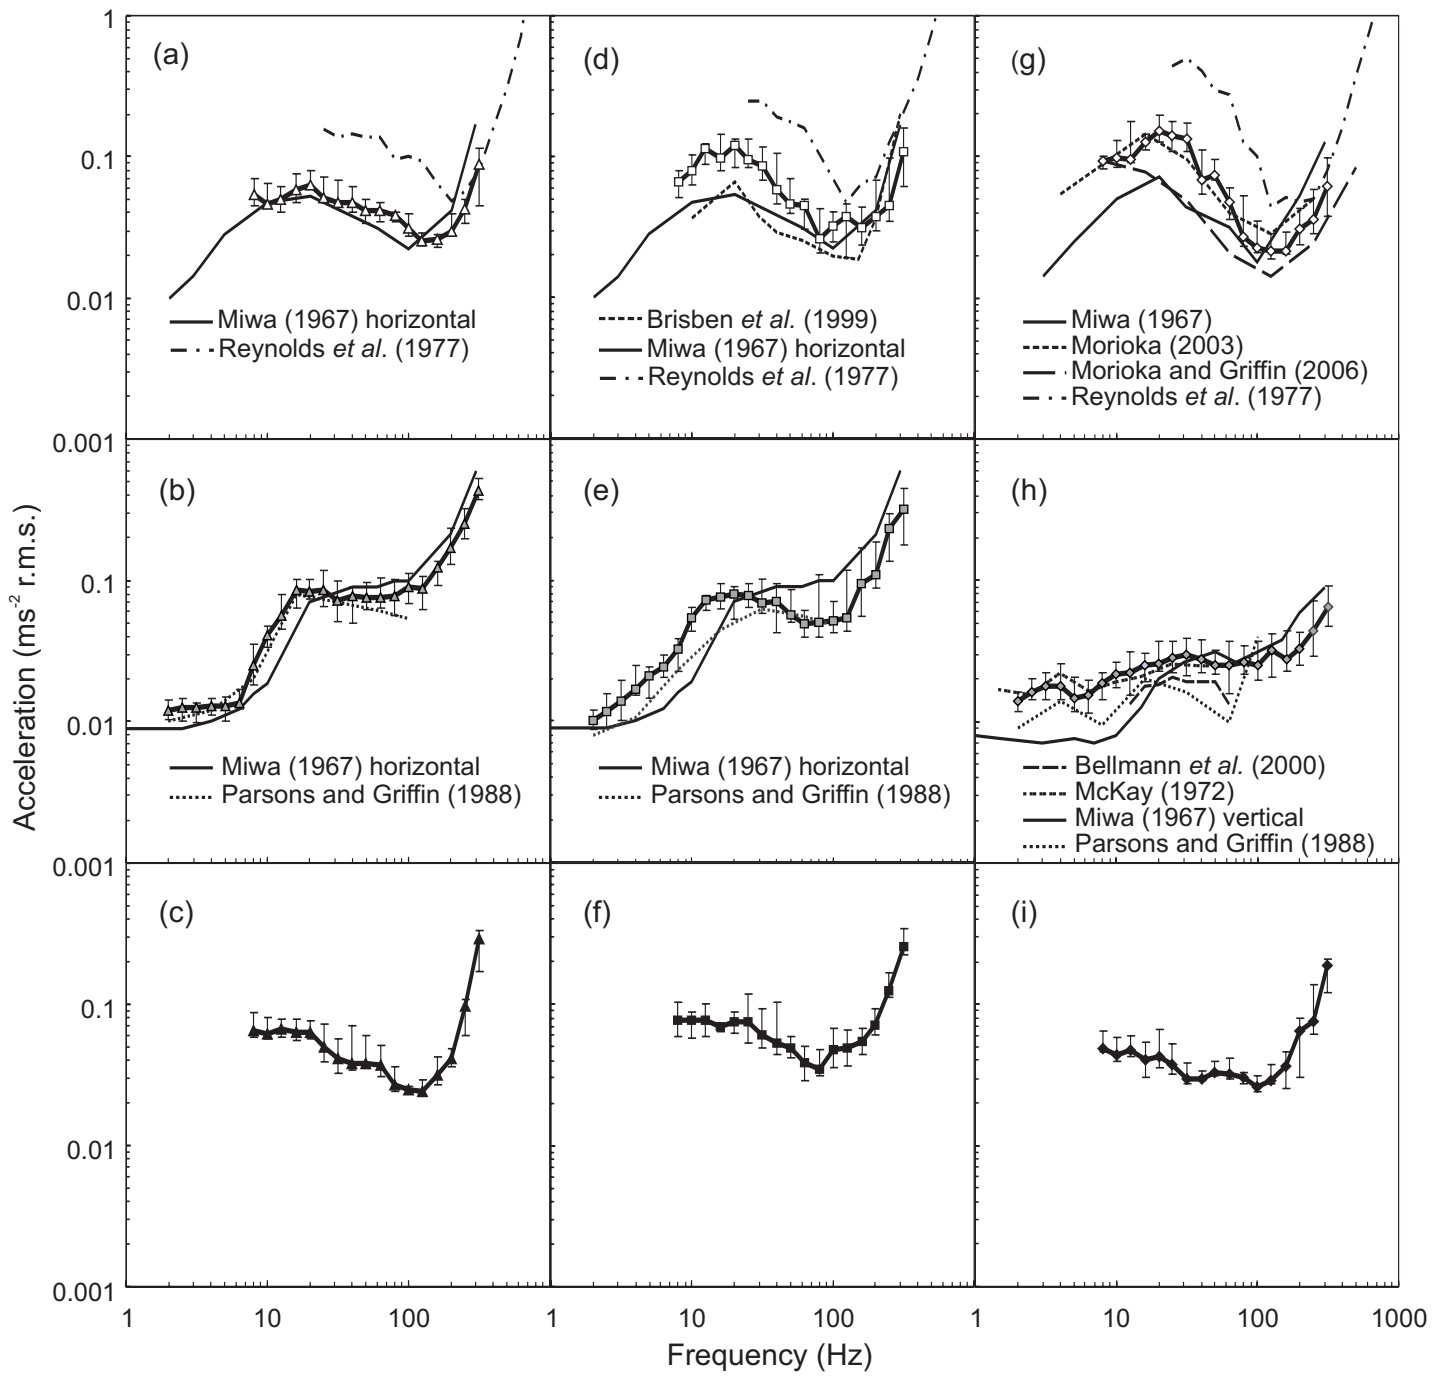 1
0.1
0.01
0.001
0.1
0.01
0.001
0.1
0.01
0.001
Acceleration (ms-2 r.m.s.)
(a)
Miwa (1967) horizontal
Reynolds et al. (1977)
(d)
Brisben et al. (1999)
Miwa (1967) horizontal
Reynolds et al. (1977)
(g)
Miwa (1967)
Morioka (2003)
Morioka and Griffin (2006)
Reynolds et al. (1977)
(b)
Miwa (1967) horizontal
Parsons and Griffin (1988)
(e)
Miwa (1967) horizontal
Parsons and Griffin (1988)
(h)
Bellmann et al. (2000)
McKay (1972)
Miwa (1967) vertical
Parsons and Griffin (1988)
(c)
(f)
(i)
1 10 100 1 10 100 1 10 100 1000
Frequency (Hz)